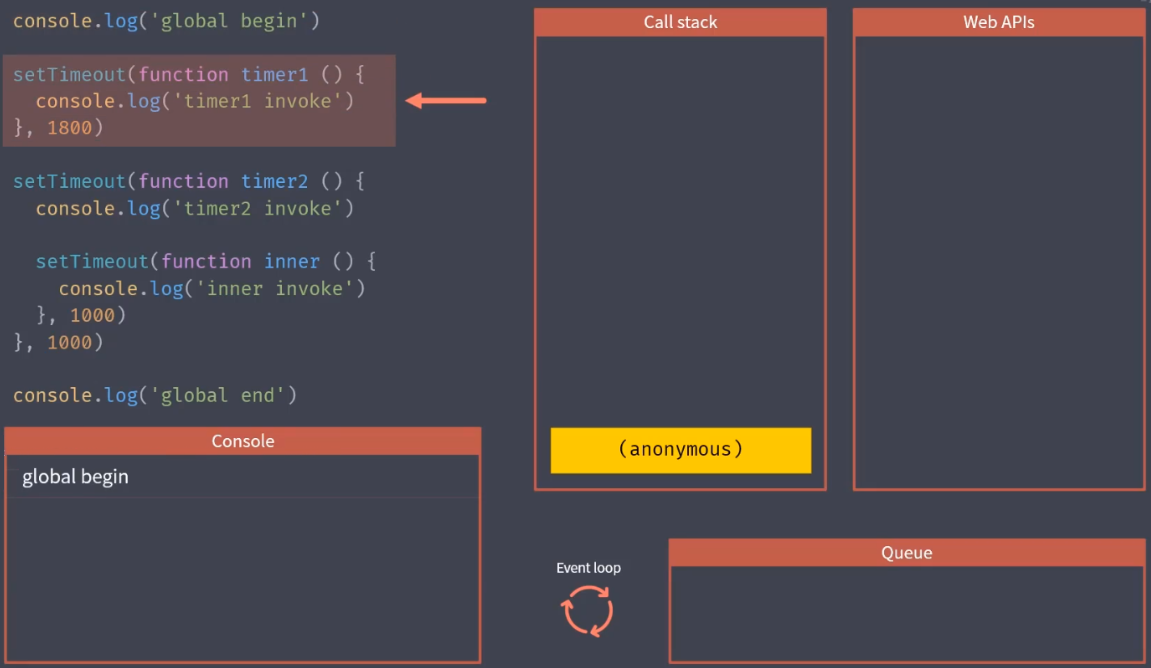 console.log('global begin')
setTimeout(function timer1 () {
  console.log('timer1 invoke')
}, 1800)
setTimeout(function timer2 () {
  console.log('timer2 invoke')
  setTimeout(function inner () {
    console.log('inner invoke')
  }, 1000)
}, 1000)
console.log('global end')
Console
global begin
Call stack
(anonymous)
Web APIs
Event loop
Queue